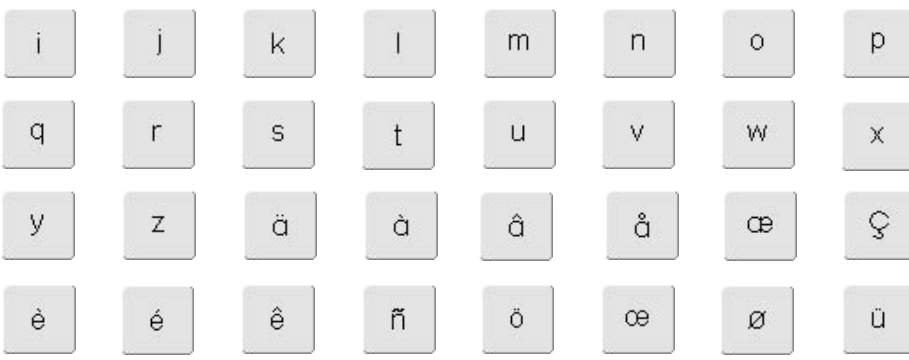 i j k l m n o p
q r s t u v w x
y z ä à â å æ Ç
è é ê ñ ö œ ø ü